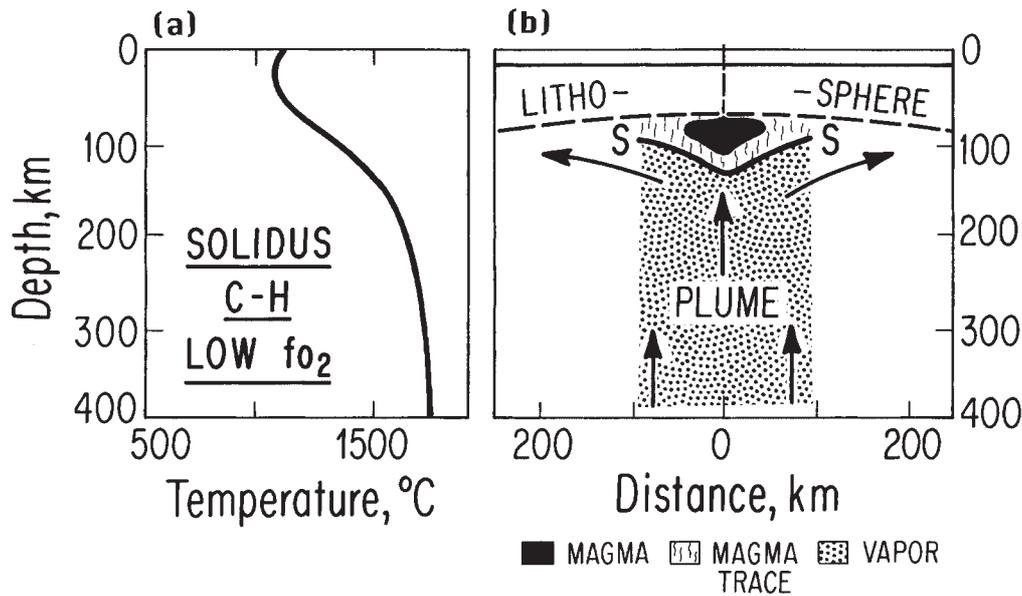 (a)
(b)
0
100
200
300
400
Depth, km
SOLIDUS
C-H
LOW fo₂
500
1500
Temperature, °C
LITHO-
-SPHERE
S
S
PLUME
0
100
200
300
400
200
0
200
Distance, km
MAGMA
MAGMA
TRACE
VAPOR